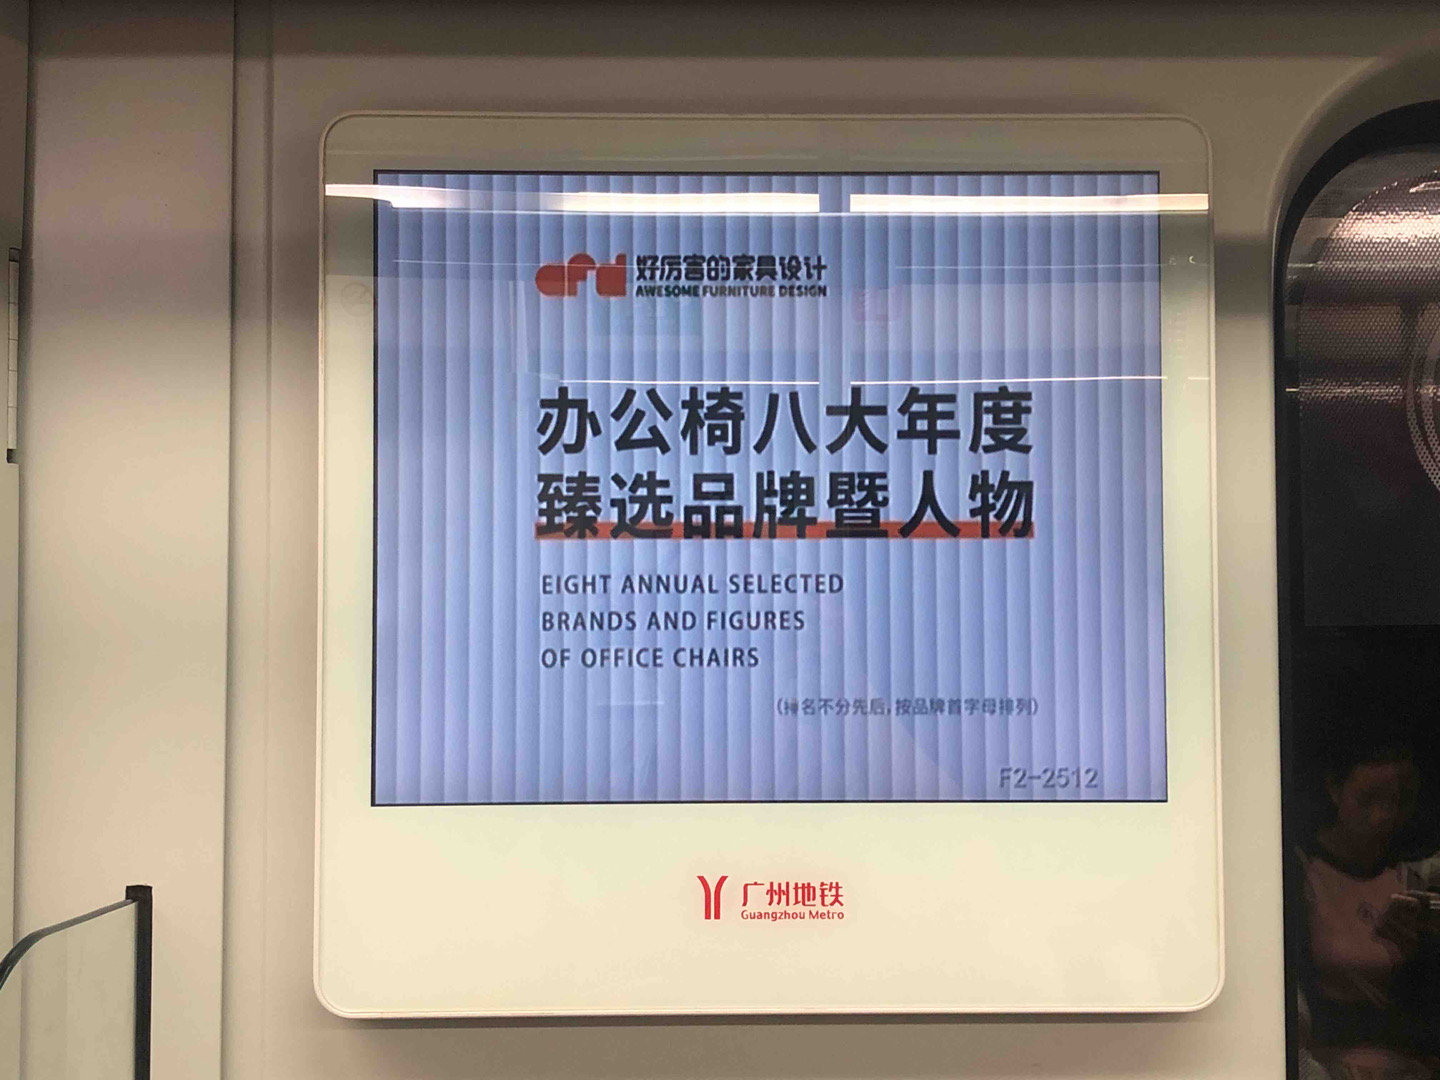 afd 好厉害的家具设计
AWESOME FURNITURE DESIGN
办公椅八大年度
臻选品牌暨人物
EIGHT ANNUAL SELECTED
BRANDS AND FIGURES
OF OFFICE CHAIRS
(排名不分先后,按品牌首字母排列)
F2-2512
广州地铁
Guangzhou Metro